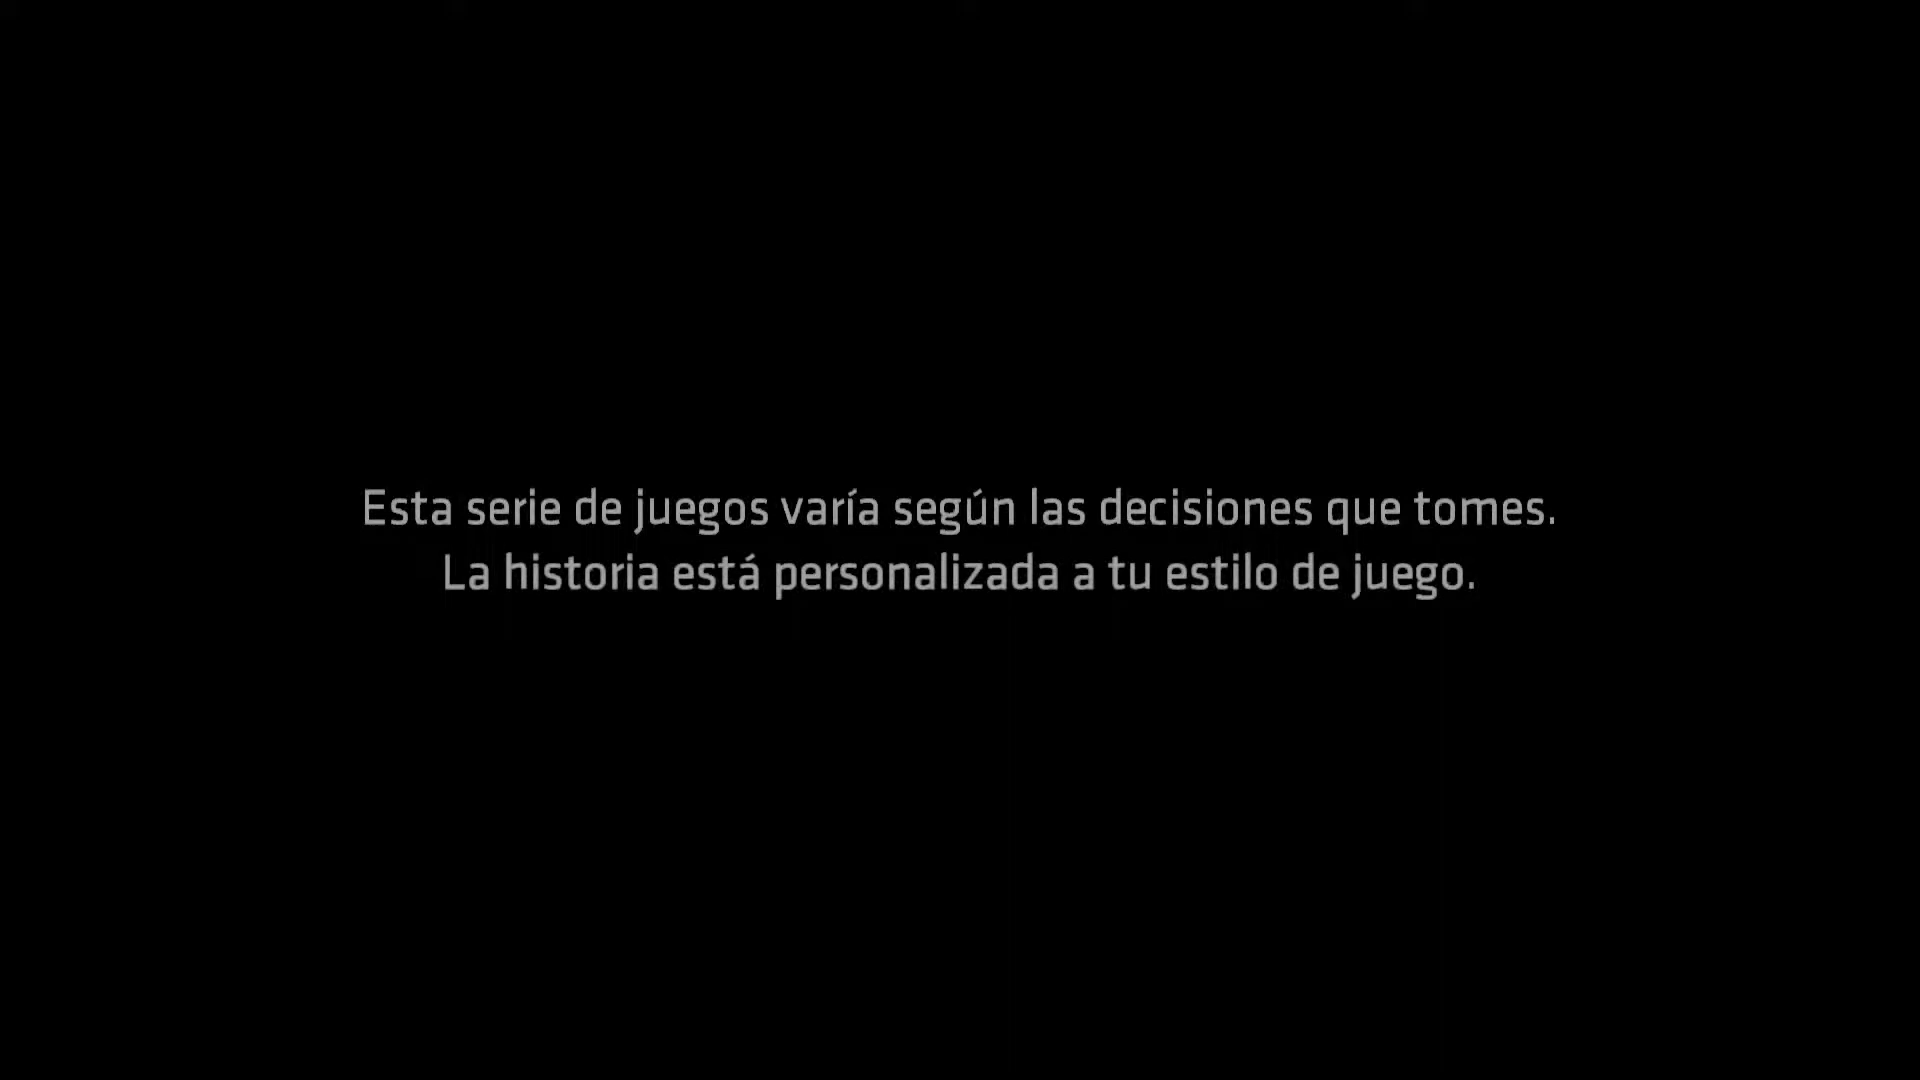 Esta serie de juegos varía según las decisiones que tomes.
La historia está personalizada a tu estilo de juego.